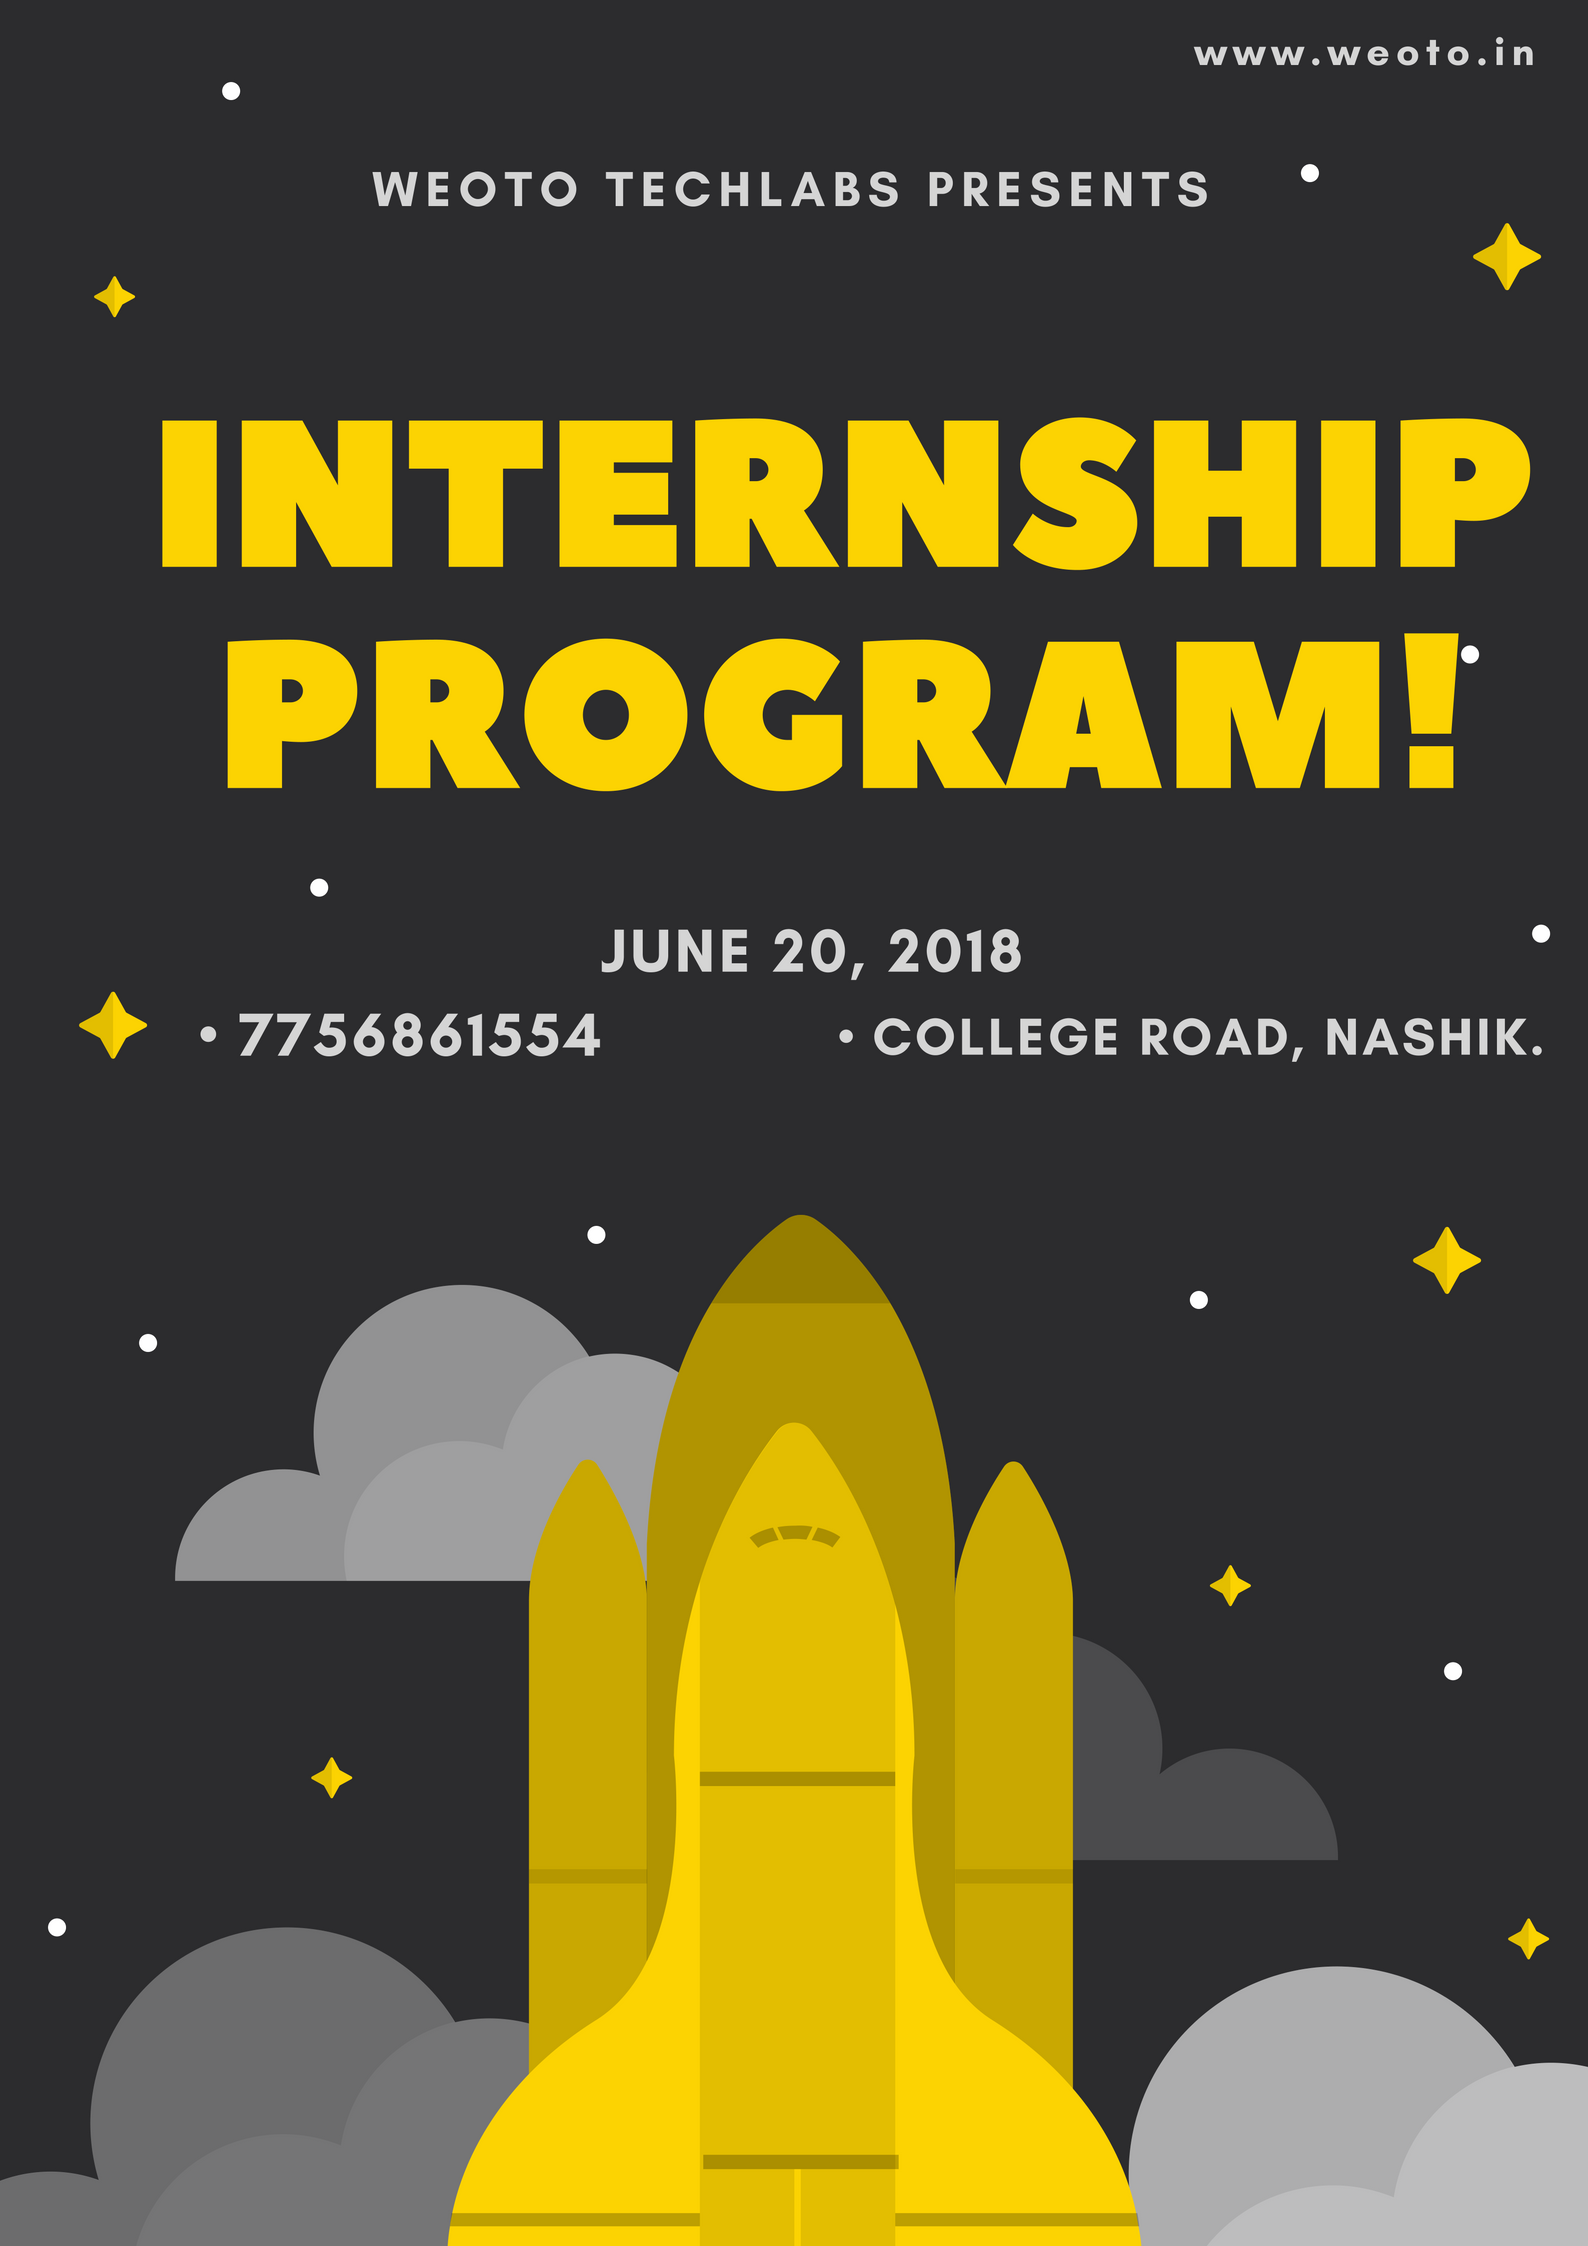 www.weoto.in
WEOTO TECHLABS PRESENTS
INTERNSHIP
PROGRAM!
JUNE 20, 2018
• 7756861554
• COLLEGE ROAD, NASHIK.